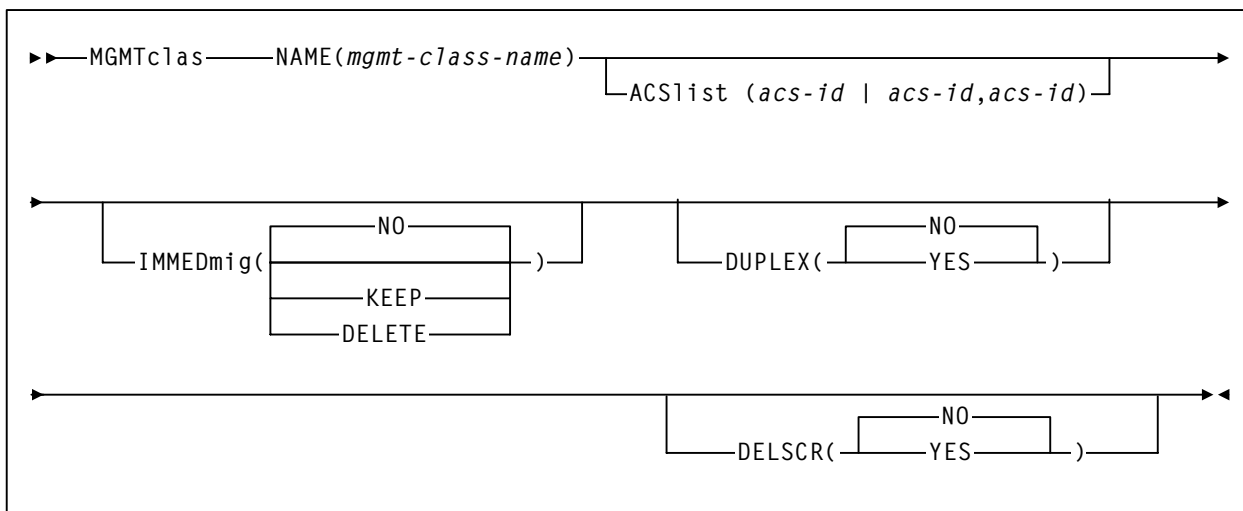 MGMTclas NAME(mgmt-class-name)
ACSlist (acs-id | acs-id,acs-id)
NO NO
IMMEDmig( ) DUPLEX( YES )
KEEP
DELETE
NO
DELSCR( YES )